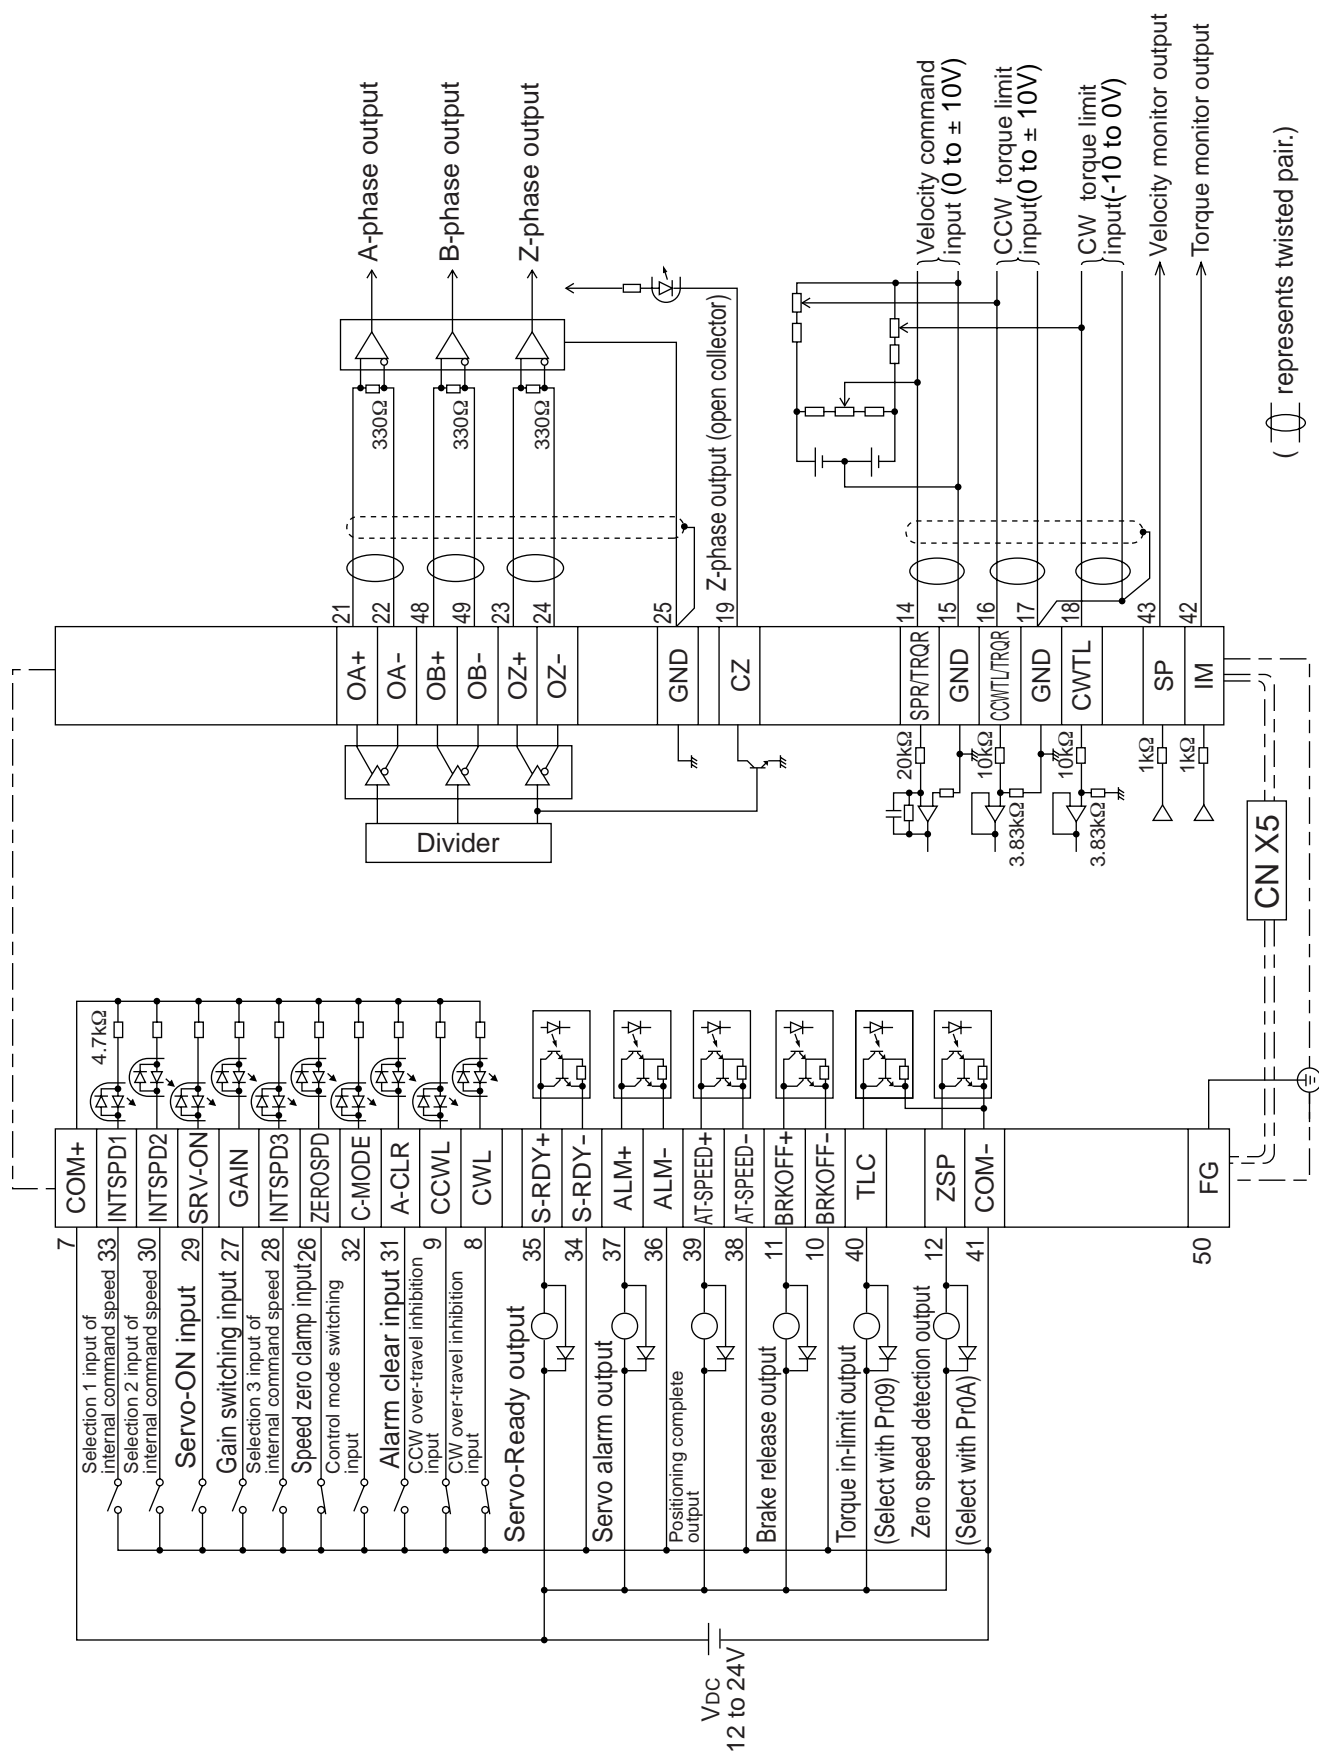 A-phase output
B-phase output
Z-phase output
330Ω
330Ω
330Ω
21
22
48
49
23
24
25
19
Z-phase output (open collector)
OA+
OA−
OB+
OB−
OZ+
OZ−
GND
CZ
Divider
Velocity command
input (0 to ± 10V)
CCW torque limit
input(0 to ± 10V)
CW torque limit
input(-10 to 0V)
Velocity monitor output
Torque monitor output
14
15
16
17
18
43
42
SPR/TRQR
GND
CCWTL/TRQR
GND
CWTL
SP
IM
20kΩ
10kΩ
3.83kΩ
10kΩ
3.83kΩ
1kΩ
1kΩ
( represents twisted pair.)
CN X5
4.7kΩ
COM+
INTSPD1
INTSPD2
SRV-ON
GAIN
INTSPD3
ZEROSPD
C-MODE
A-CLR
CCWL
CWL
S-RDY+
S-RDY−
ALM+
ALM−
AT-SPEED+
AT-SPEED−
BRKOFF+
BRKOFF−
TLC
ZSP
COM−
FG
7
Selection 1 input of
internal command speed 33
Selection 2 input of
internal command speed 30
Servo-ON input 29
Gain switching input 27
Selection 3 input of
internal command speed 28
Speed zero clamp input 26
Control mode switching
input 32
Alarm clear input 31
CCW over-travel inhibition
input 9
CW over-travel inhibition
input 8
Servo-Ready output 35
34
Servo alarm output 37
36
Positioning complete
output 39
38
Brake release output 11
10
Torque in-limit output 40
(Select with Pr09)
Zero speed detection output 12
(Select with Pr0A) 41
50
VDC
12 to 24V